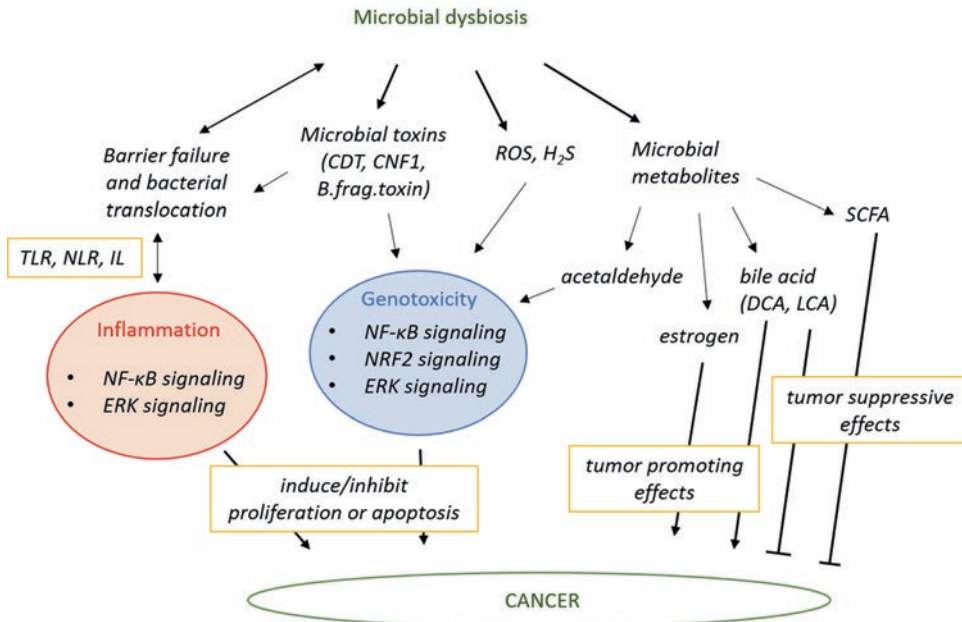 Microbial dysbiosis
Barrier failure
and bacterial
translocation
Microbial toxins
(CDT, CNF1,
B.frag.toxin)
ROS, H₂S
Microbial
metabolites
SCFA
TLR, NLR, IL
acetaldehyde
bile acid
(DCA, LCA)
estrogen
Inflammation
• NF-κB signaling
• ERK signaling
Genotoxicity
• NF-κB signaling
• NRF2 signaling
• ERK signaling
tumor suppressive
effects
tumor promoting
effects
induce/inhibit
proliferation or apoptosis
CANCER